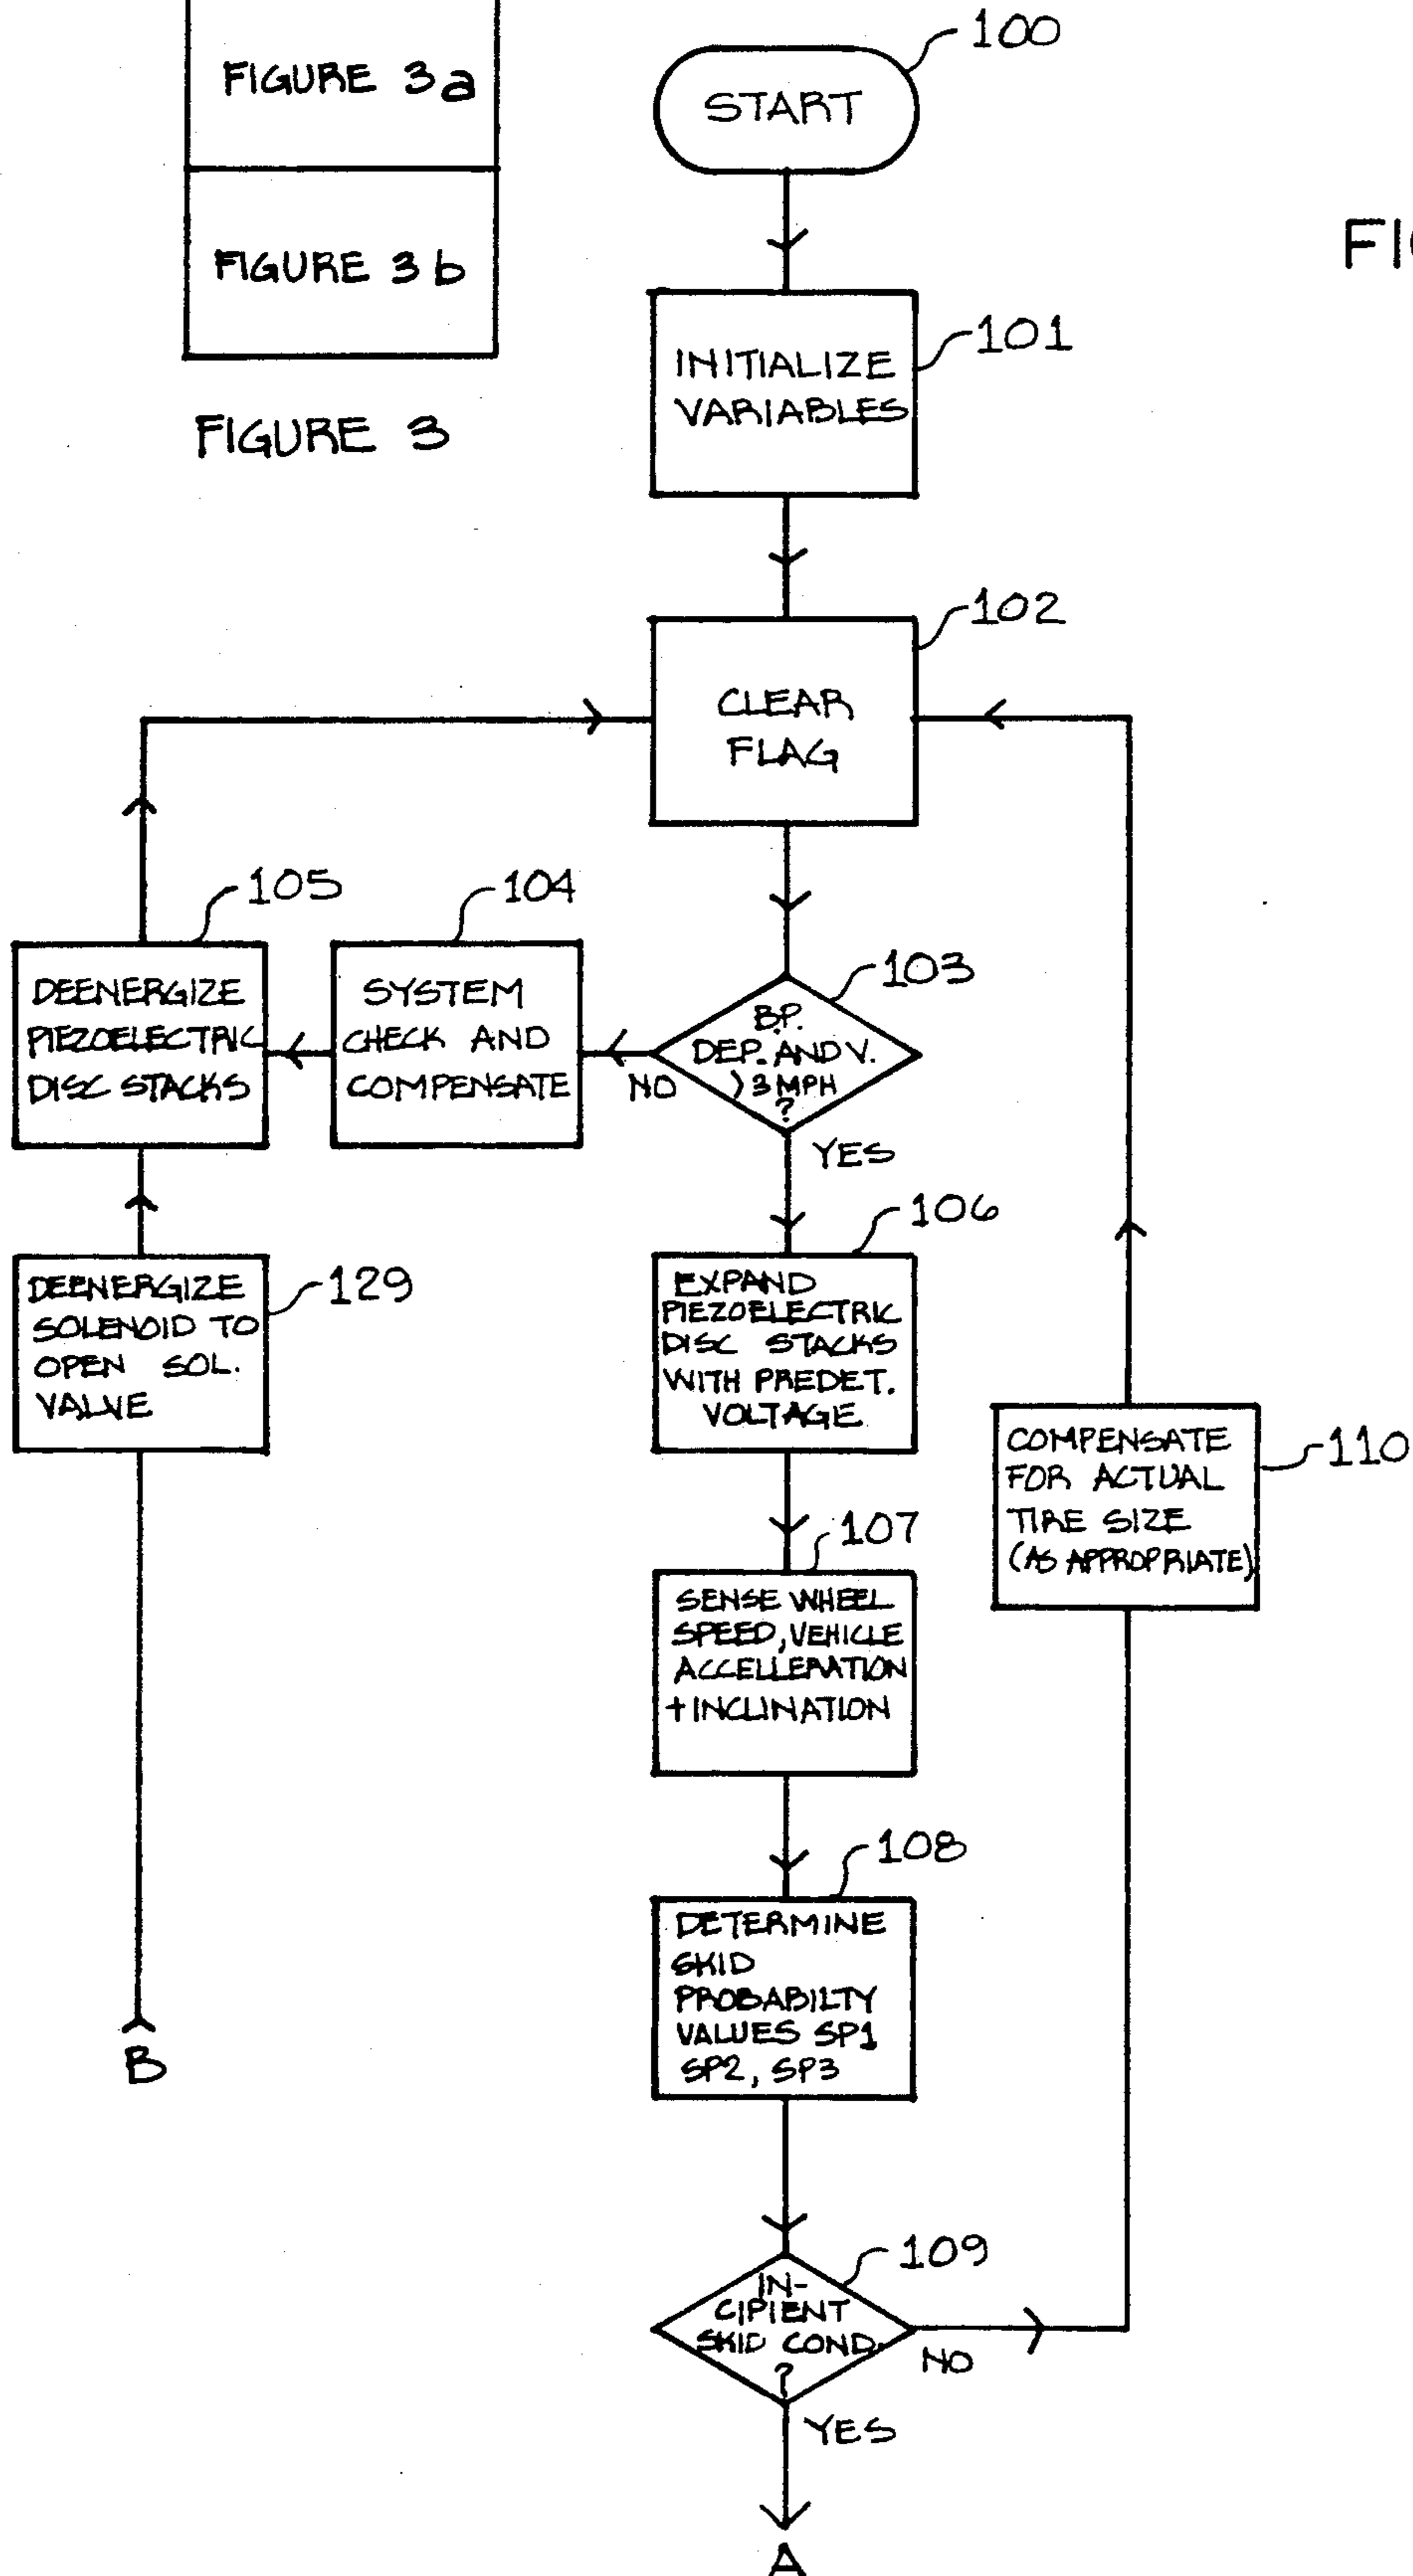 FIGURE 3a
FIGURE 3b
FIGURE 3
100
START
FI
101
INITIALIZE
VARIABLES
102
CLEAR
FLAG
105
DEENERGIZE
PIEZOELECTRIC
DISC STACKS
104
SYSTEM
CHECK AND
COMPENSATE
103
B.P.
DEP. AND V.
) 3 MPH
?
NO
YES
129
DEENERGIZE
SOLENOID TO
OPEN SOL.
VALVE
106
EXPAND
PIEZOELECTRIC
DISC STACKS
WITH PREDET.
VOLTAGE
110
COMPENSATE
FOR ACTUAL
TIRE SIZE
(AS APPROPRIATE)
107
SENSE WHEEL
SPEED, VEHICLE
ACCELLERATION
+ INCLINATION
108
DETERMINE
SKID
PROBABILTY
VALUES SP1
SP2, SP3
B
109
IN-
CIPIENT
SKID COND.
?
NO
YES
A